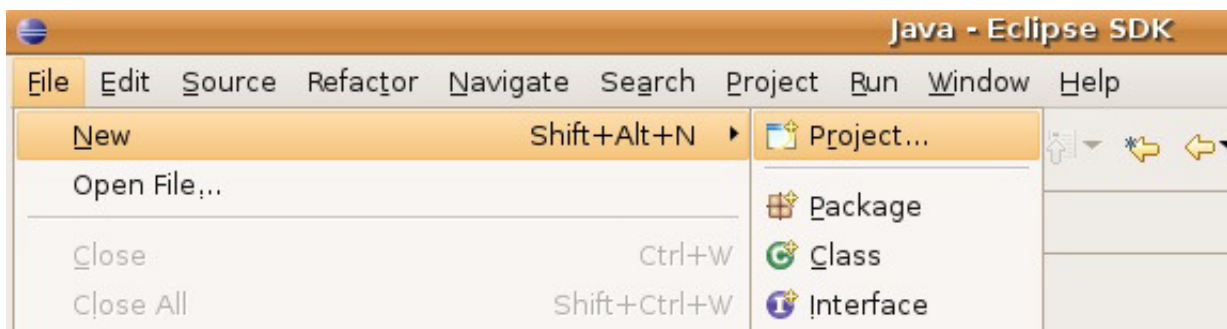 Java - Eclipse SDK
File Edit Source Refactor Navigate Search Project Run Window Help
New Shift+Alt+N Project...
Open File...
Package
Close Ctrl+W Class
Close All Shift+Ctrl+W Interface